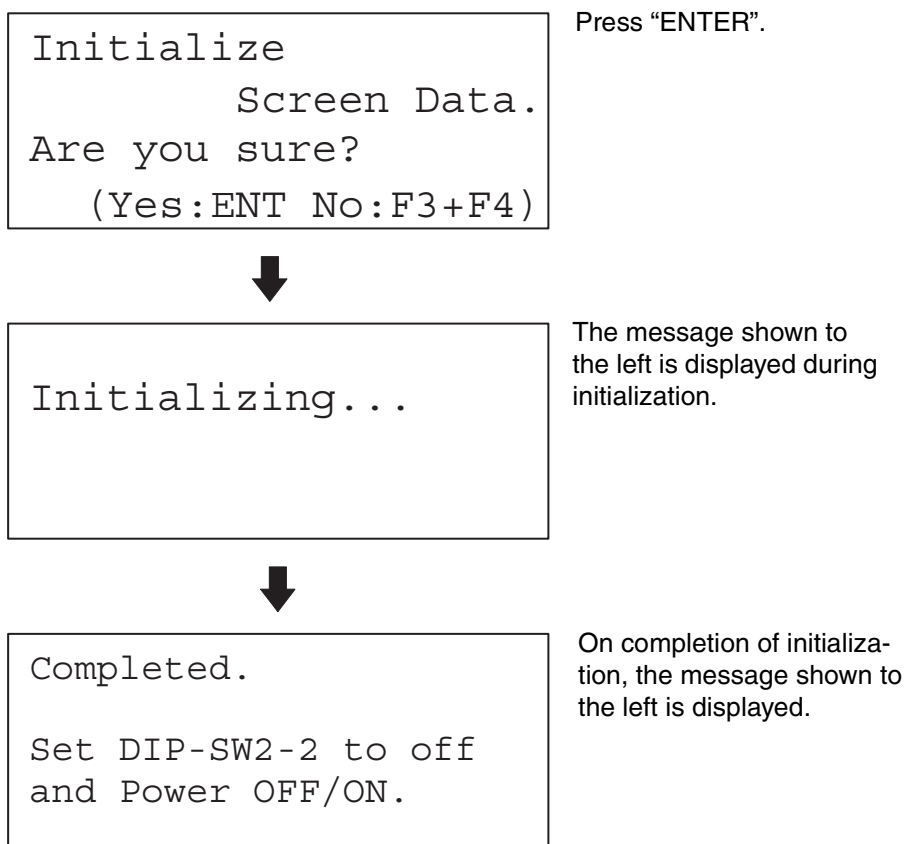 Press “ENTER”.
Initialize
Screen Data.
Are you sure?
(Yes:ENT No:F3+F4)
The message shown to
the left is displayed during
initialization.
Initializing...
On completion of initializa-
tion, the message shown to
the left is displayed.
Completed.
Set DIP-SW2-2 to off
and Power OFF/ON.